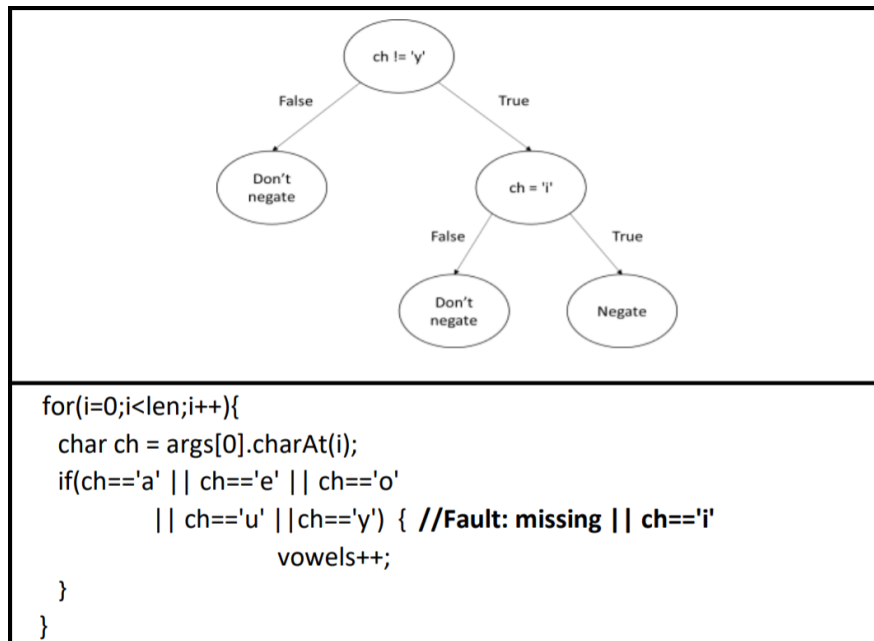 ch != 'y'
False
True
Don't
negate
ch = 'i'
False
True
Don't
negate
Negate
for(i=0;i<len;i++){
char ch = args[0].charAt(i);
if(ch=='a' || ch=='e' || ch=='o'
|| ch=='u' ||ch=='y') { //Fault: missing || ch=='i'
vowels++;
}
}